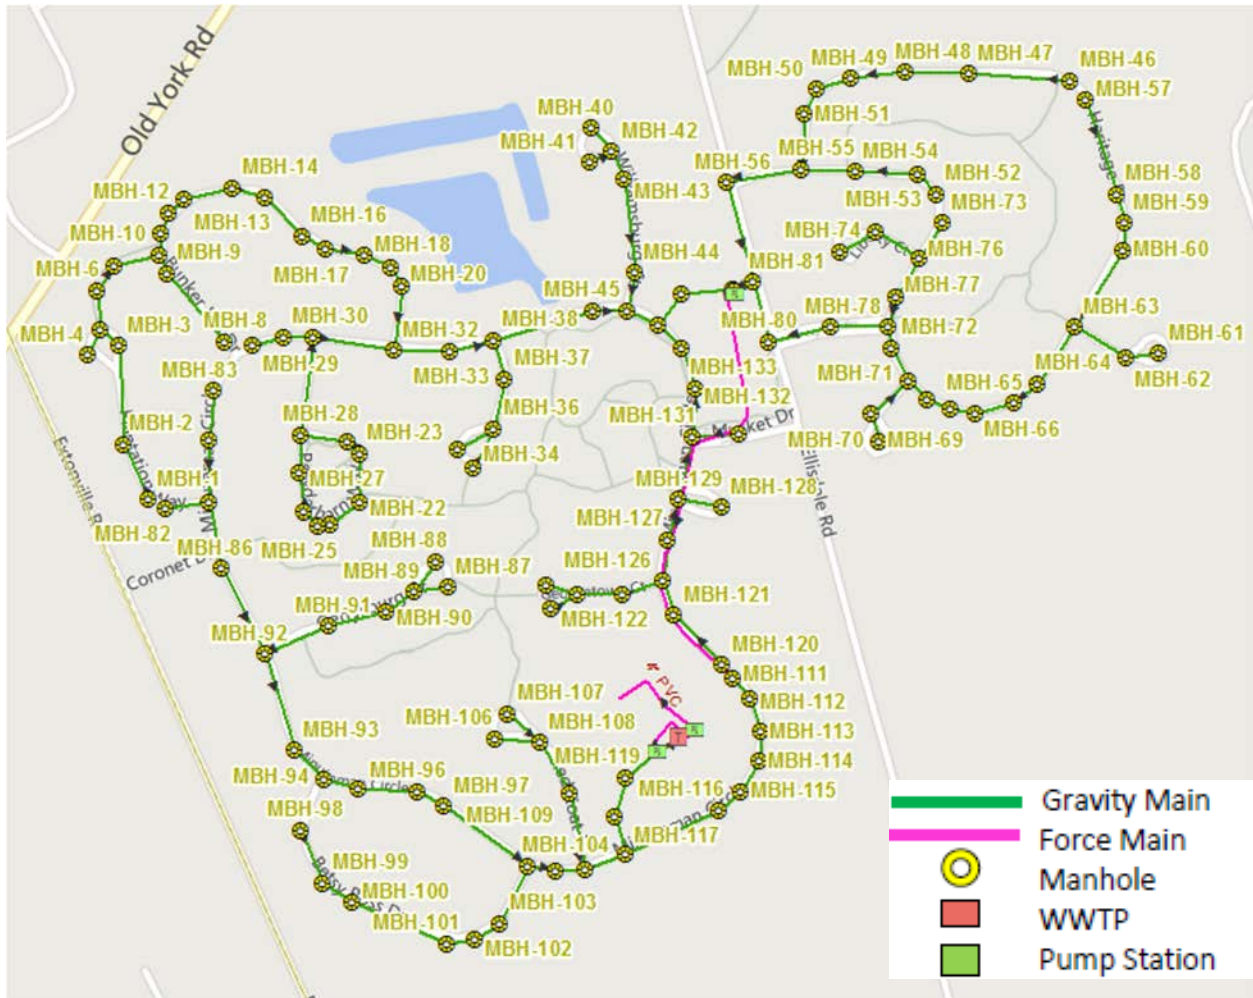 Old York Rd
MBH-40
MBH-41
MBH-42
MBH-43
MBH-44
MBH-45
MBH-50
MBH-49
MBH-48
MBH-47
MBH-46
MBH-57
MBH-51
MBH-56
MBH-55
MBH-54
MBH-52
MBH-53
MBH-73
MBH-58
MBH-59
MBH-60
MBH-74
MBH-76
MBH-77
MBH-81
MBH-78
MBH-80
MBH-72
MBH-63
MBH-61
MBH-62
MBH-64
MBH-65
MBH-66
MBH-71
MBH-70
MBH-69
MBH-14
MBH-12
MBH-13
MBH-16
MBH-10
MBH-9
MBH-17
MBH-18
MBH-20
MBH-6
MBH-4
MBH-3
MBH-8
MBH-30
MBH-29
MBH-32
MBH-38
MBH-37
MBH-33
MBH-36
MBH-34
MBH-83
MBH-28
MBH-23
MBH-27
MBH-22
MBH-25
MBH-2
MBH-1
MBH-82
MBH-86
MBH-133
MBH-132
MBH-131
Market Dr
MBH-129
MBH-128
MBH-127
MBH-126
MBH-121
MBH-122
MBH-88
MBH-87
MBH-89
MBH-91
MBH-90
MBH-92
MBH-120
MBH-111
MBH-112
MBH-113
MBH-114
MBH-115
MBH-116
MBH-117
PVC
T
MBH-107
MBH-106
MBH-108
MBH-119
MBH-93
MBH-94
MBH-96
MBH-97
MBH-98
MBH-109
MBH-104
MBH-99
MBH-100
MBH-101
MBH-103
MBH-102
Ellisdale Rd
Coronet
Gravity Main
Force Main
Manhole
WWTP
Pump Station